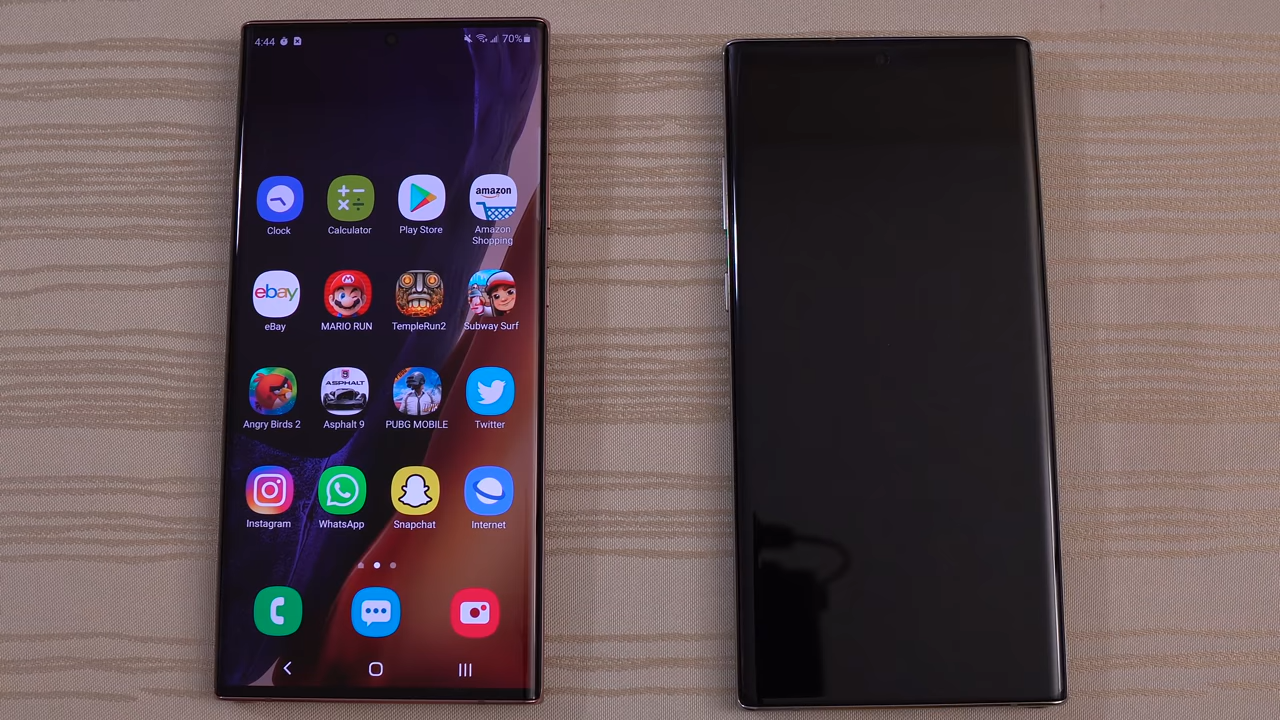 4:44
70%
amazon
Clock
Calculator
Play Store
Amazon
Shopping
ebay
M
eBay
MARIO RUN
TempleRun2
Subway Surf
9
ASPHALT
Angry Birds 2
Asphalt 9
PUBG MOBILE
Twitter
Instagram
WhatsApp
Snapchat
Internet